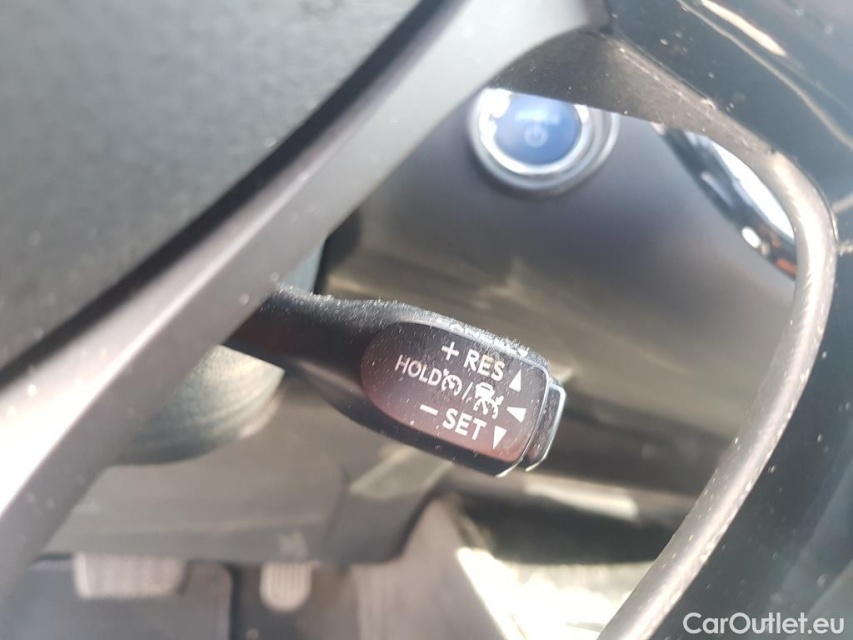 + RES
HOLD /
− SET
CarOutlet.eu